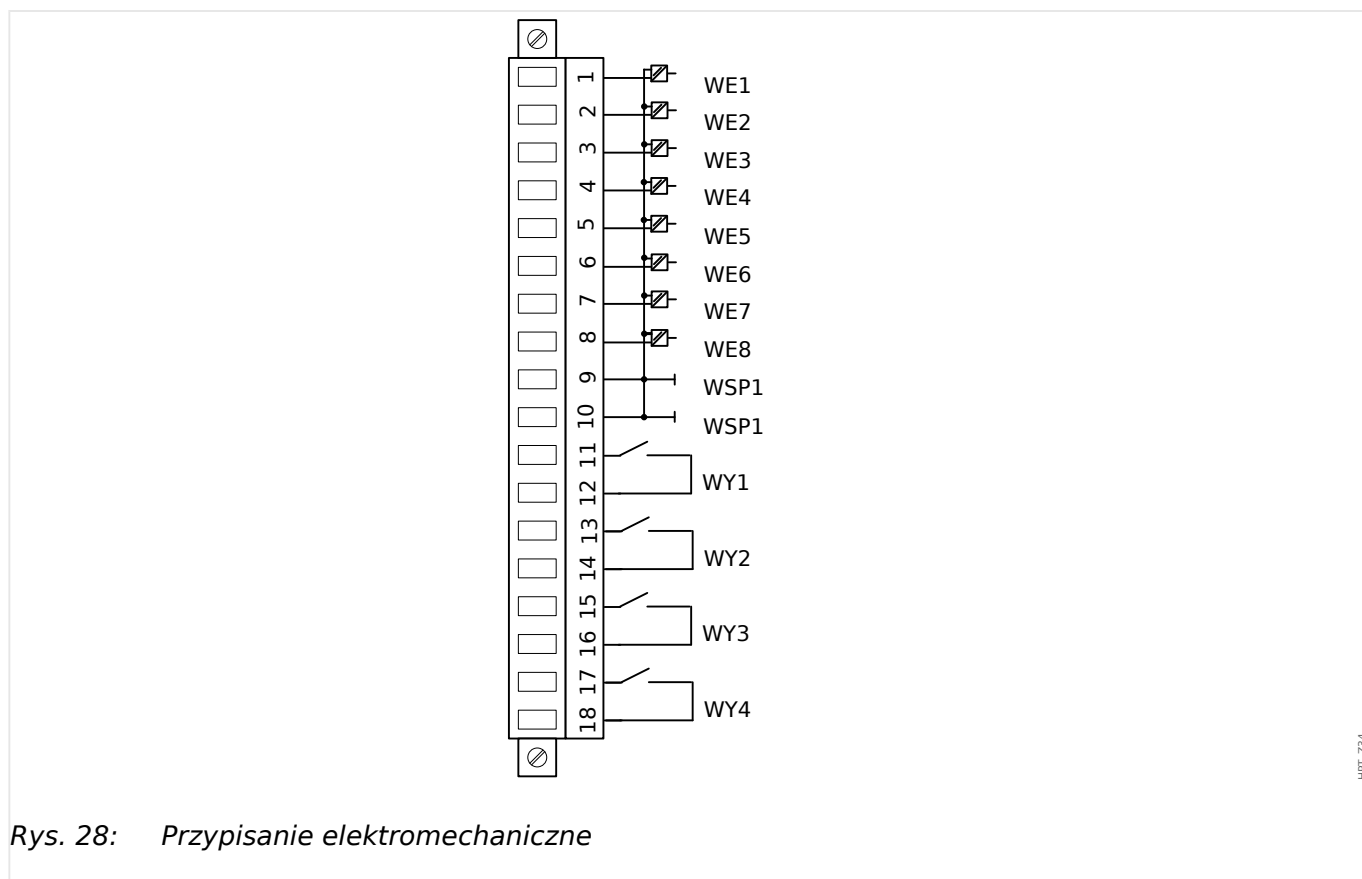 1 WE1
2 WE2
3 WE3
4 WE4
5 WE5
6 WE6
7 WE7
8 WE8
9 WSP1
10 WSP1
11
WY1
12
13
WY2
14
15
WY3
16
17
WY4
18
Rys. 28: Przypisanie elektromechaniczne